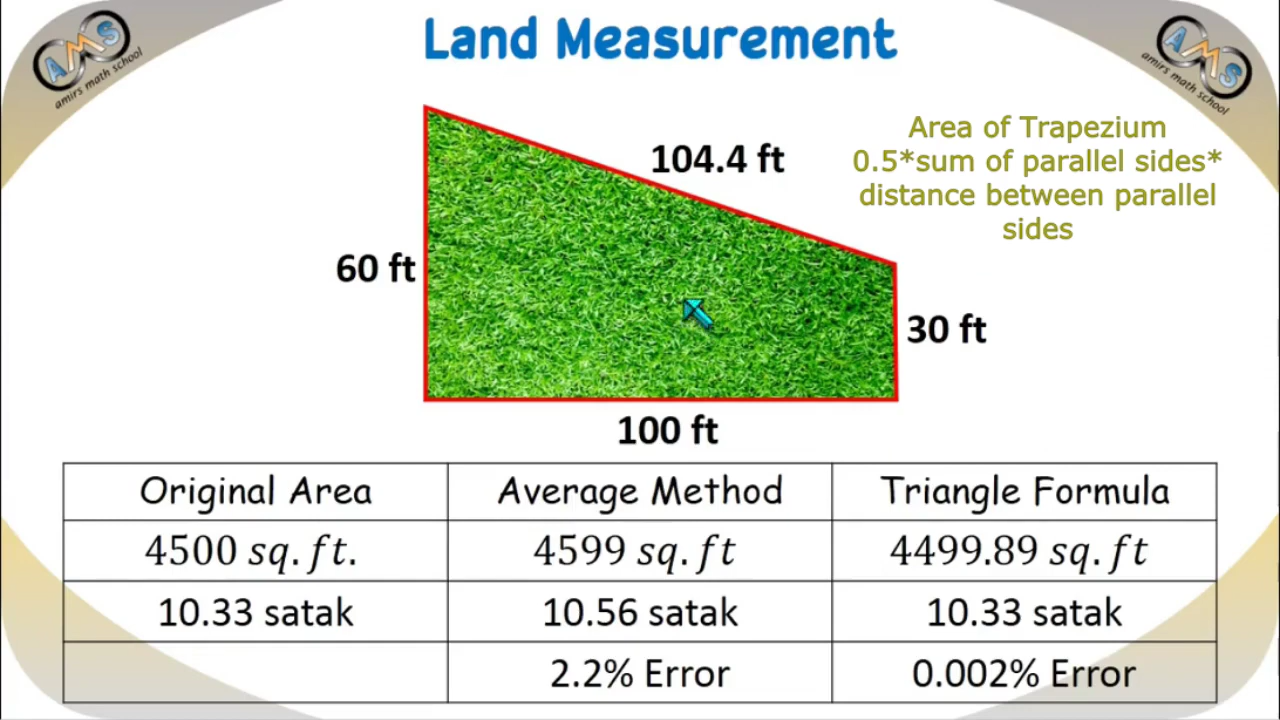 AMS
amirs math school
Land Measurement
AMS
amirs math school
104.4 ft
Area of Trapezium
0.5*sum of parallel sides*
distance between parallel
sides
60 ft
30 ft
100 ft
Original Area Average Method Triangle Formula
4500 sq. ft. 4599 sq. ft 4499.89 sq. ft
10.33 satak 10.56 satak 10.33 satak
2.2% Error 0.002% Error